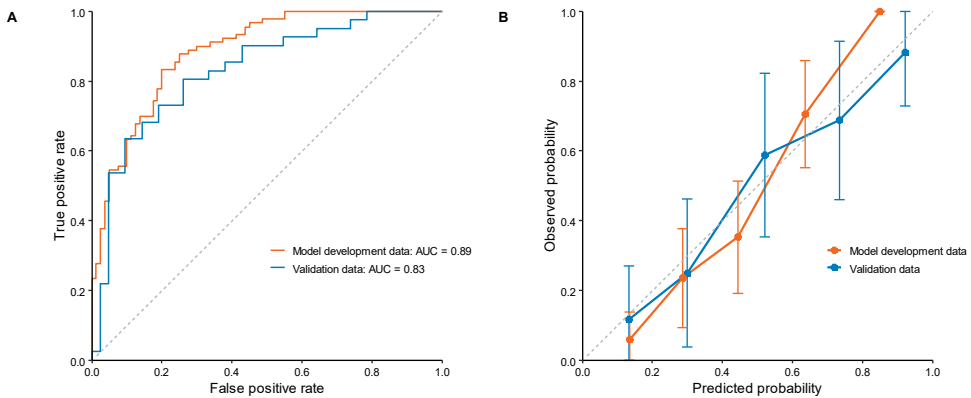 A
True positive rate
1.0
0.8
0.6
0.4
0.2
0.0
Model development data: AUC = 0.89
Validation data: AUC = 0.83
0.0 0.2 0.4 0.6 0.8 1.0
False positive rate
B
Observed probability
1.0
0.8
0.6
0.4
0.2
0.0
Model development data
Validation data
0.0 0.2 0.4 0.6 0.8 1.0
Predicted probability